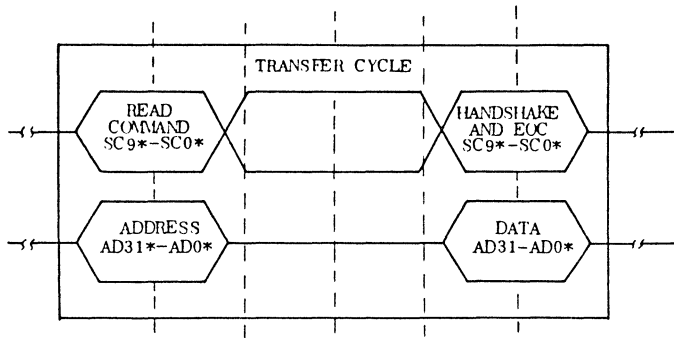 TRANSFER CYCLE
READ
COMMAND
SC9*-SC0*
HANDSHAKE
AND EOC
SC9*-SC0*
ADDRESS
AD31*-AD0*
DATA
AD31-AD0*